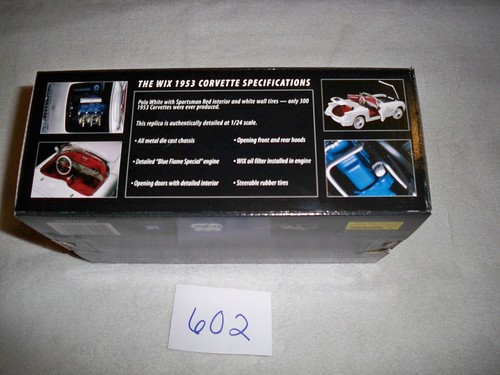 THE WIX 1953 CORVETTE SPECIFICATIONS
Polo White with Sportsman Red interior and white wall tires — only 300
1953 Corvettes were ever produced.
This replica is authentically detailed at 1/24 scale.
• All metal die cast chassis
• Opening front and rear hoods
• Detailed "Blue Flame Special" engine
• WIX oil filter installed in engine
• Opening doors with detailed interior
• Steerable rubber tires
602